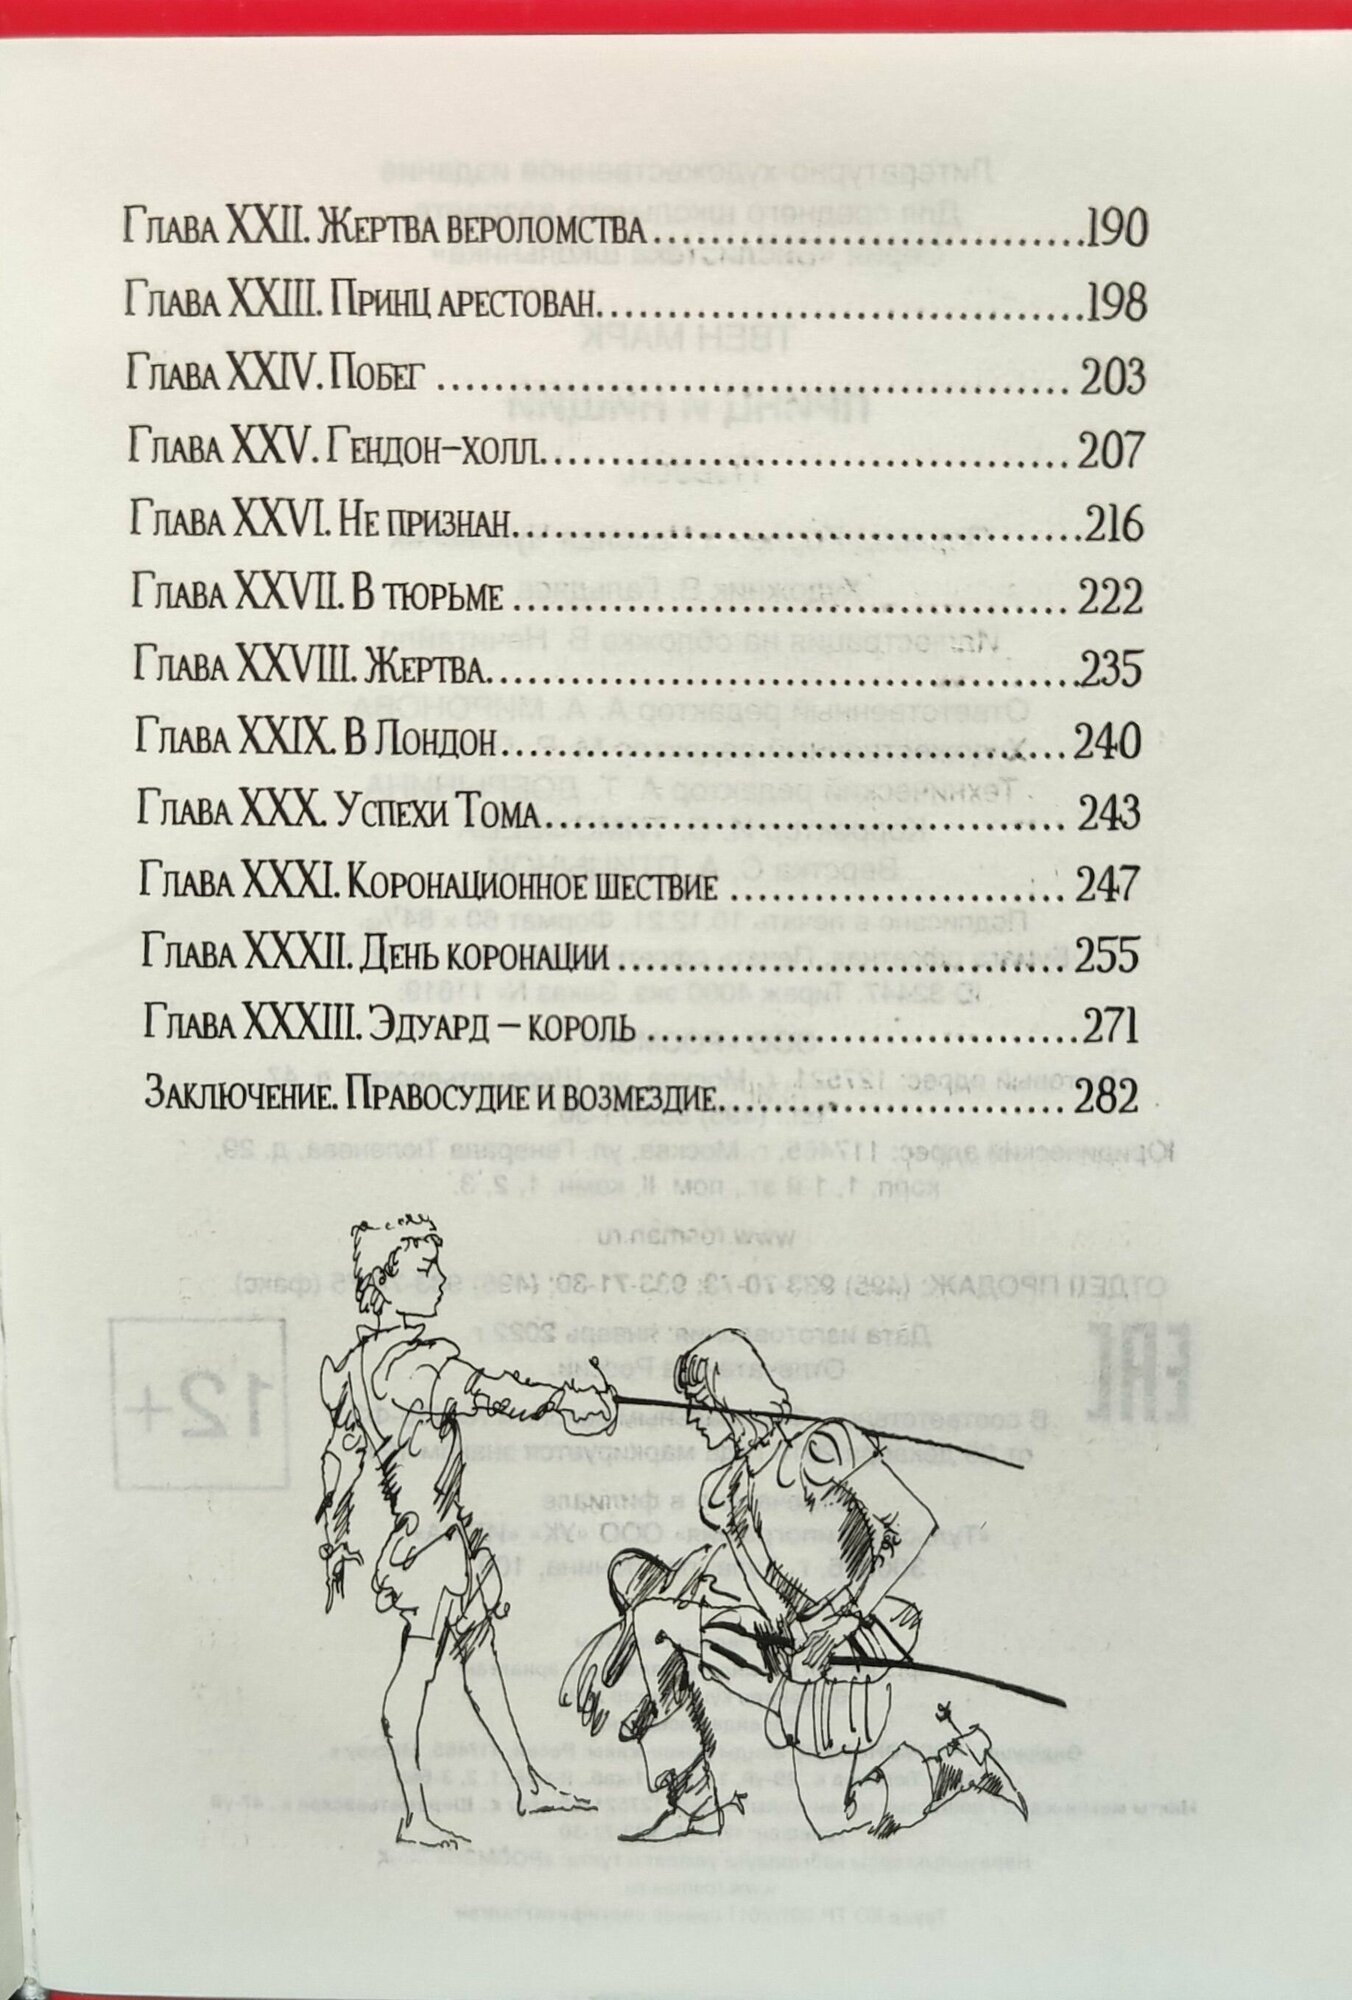 Глава XXII. Жертва вероломства.....190
Глава XXIII. Принц арестован.....198
Глава XXIV. Побег.....203
Глава XXV. Гендон-холл.....207
Глава XXVI. Не признан.....216
Глава XXVII. В тюрьме.....222
Глава XXVIII. Жертва.....235
Глава XXIX. В Лондон.....240
Глава XXX. Успехи Тома.....243
Глава XXXI. Коронационное шествие.....247
Глава XXXII. День коронации.....255
Глава XXXIII. Эдуард – король.....271
Заключение. Правосудие и возмездие.....282